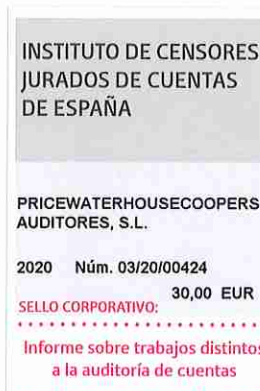 INSTITUTO DE CENSORES
JURADOS DE CUENTAS
DE ESPAÑA
PRICEWATERHOUSECOOPERS
AUDITORES, S.L.
2020 Núm. 03/20/00424
30,00 EUR
SELLO CORPORATIVO:
Informe sobre trabajos distintos
a la auditoría de cuentas